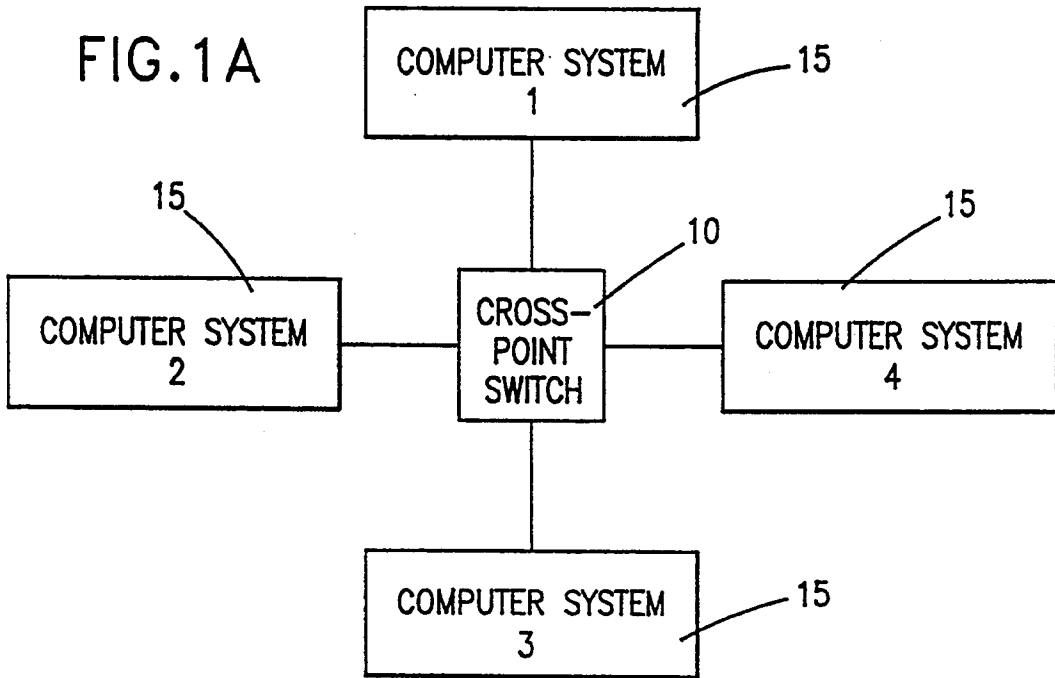 FIG.1A
COMPUTER SYSTEM
1
15
15
COMPUTER SYSTEM
2
10
CROSS-
POINT
SWITCH
15
COMPUTER SYSTEM
4
COMPUTER SYSTEM
3
15